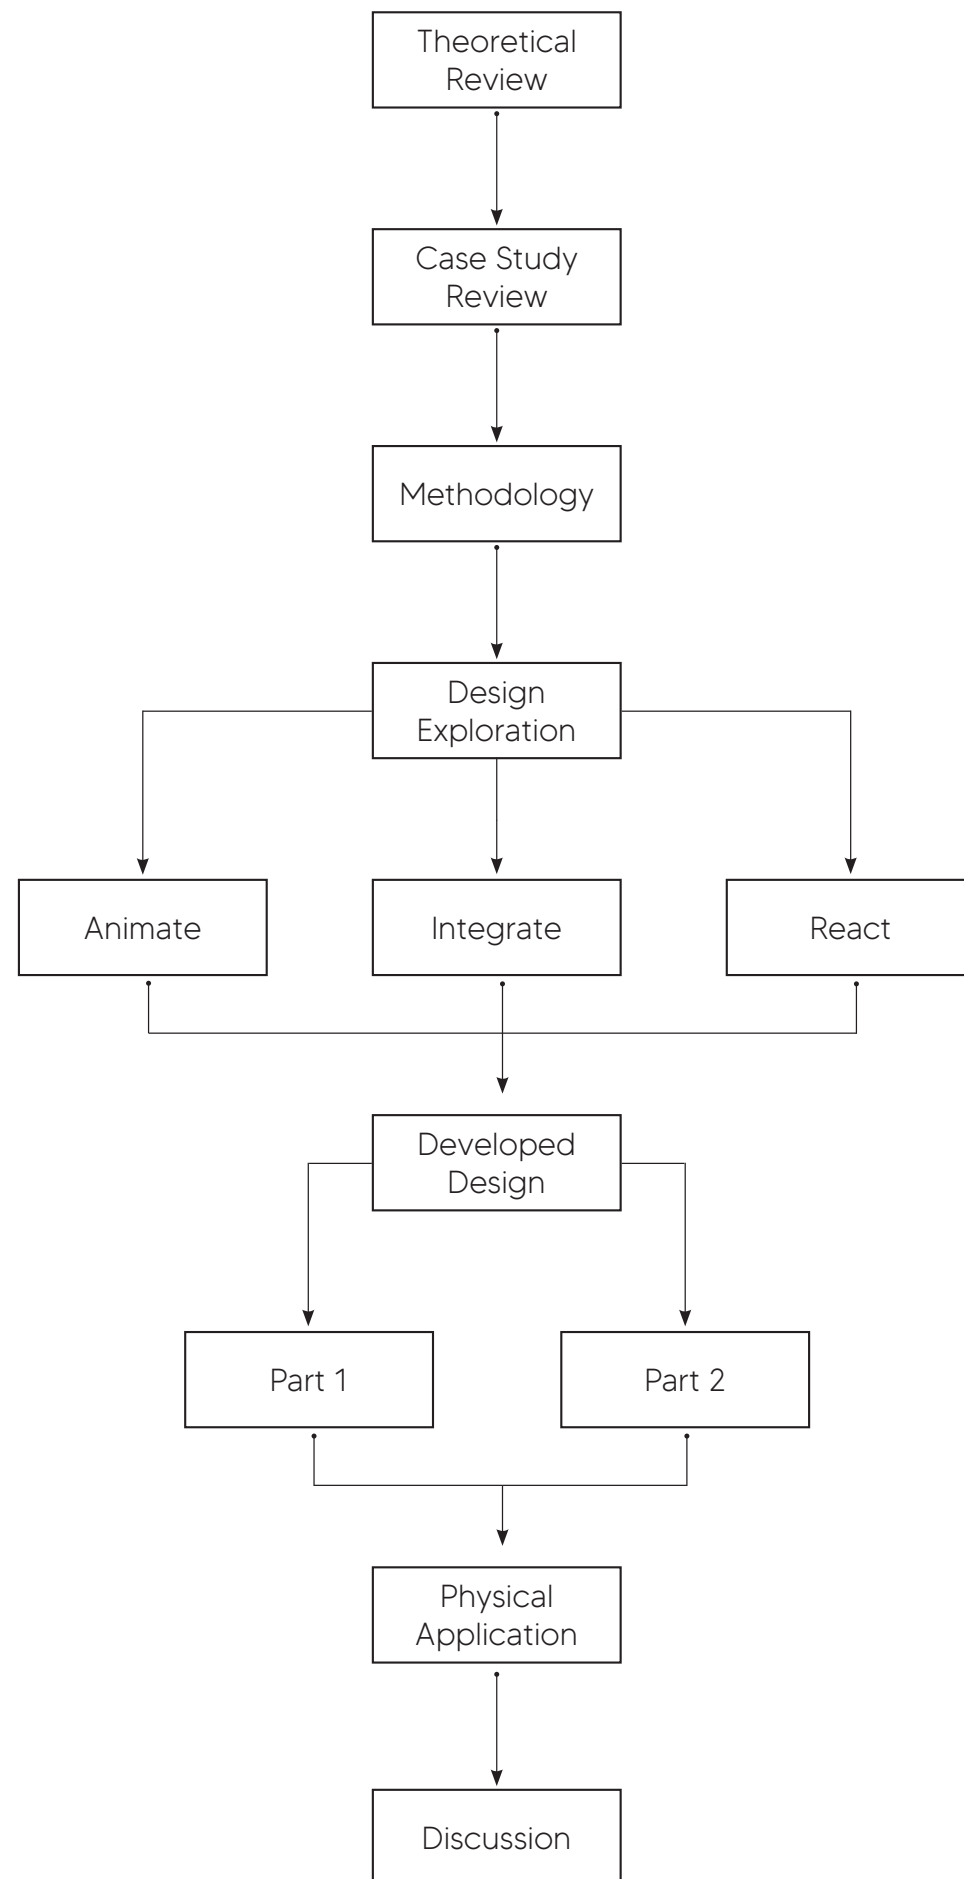 Theoretical
Review
Case Study
Review
Methodology
Design
Exploration
Animate
Integrate
React
Developed
Design
Part 1
Part 2
Physical
Application
Discussion